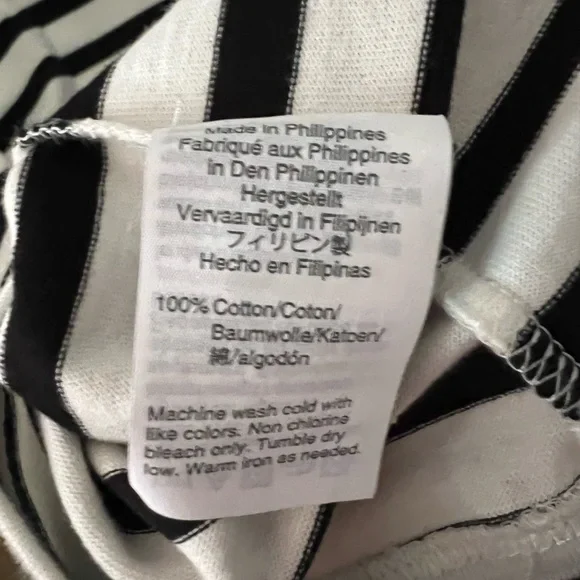 Made in Philippines
Fabriqué aux Philippines
In Den Philippinen
Hergestellt
Vervaardigd in Filipijnen
フィリピン製
Hecho en Filipinas
100% Cotton/Coton/
Baumwolle/Katoen/
綿/algodón
Machine wash cold with
like colors. Non chlorine
bleach only. Tumble dry
low. Warm iron as needed.